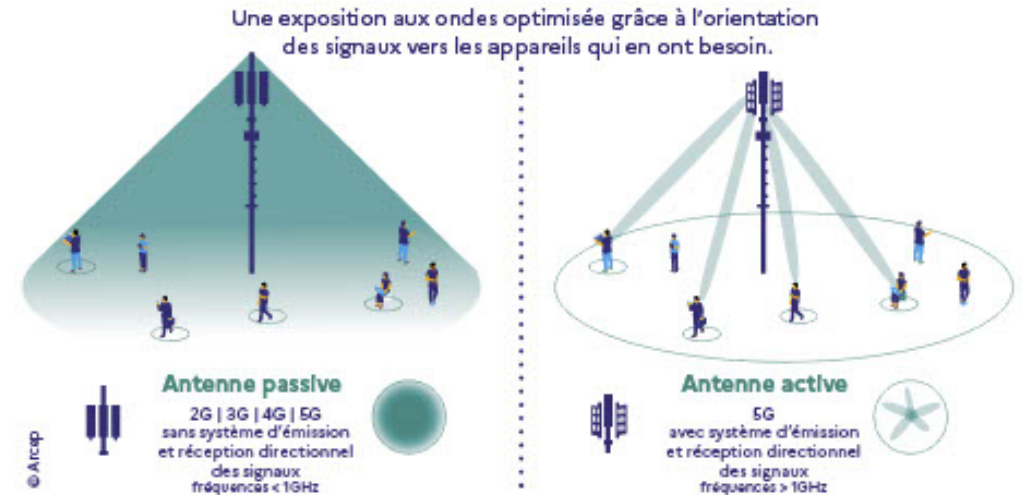 Une exposition aux ondes optimisée grâce à l'orientation
des signaux vers les appareils qui en ont besoin.
Antenne passive
2G | 3G | 4G | 5G
sans système d'émission
et réception directionnel
des signaux
fréquences < 1GHz
Antenne active
5G
avec système d'émission
et réception directionnel
des signaux
fréquences > 1GHz
© Arcep